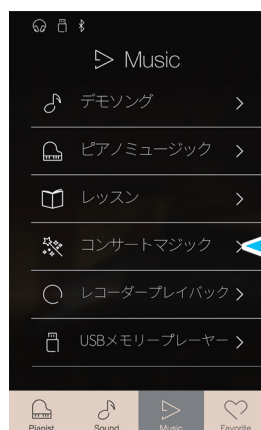 Music
デモソング
ピアノミュージック
レッスン
コンサートマジック
レコーダープレイバック
USBメモリープレーヤー
Pianist Sound Music Favorite